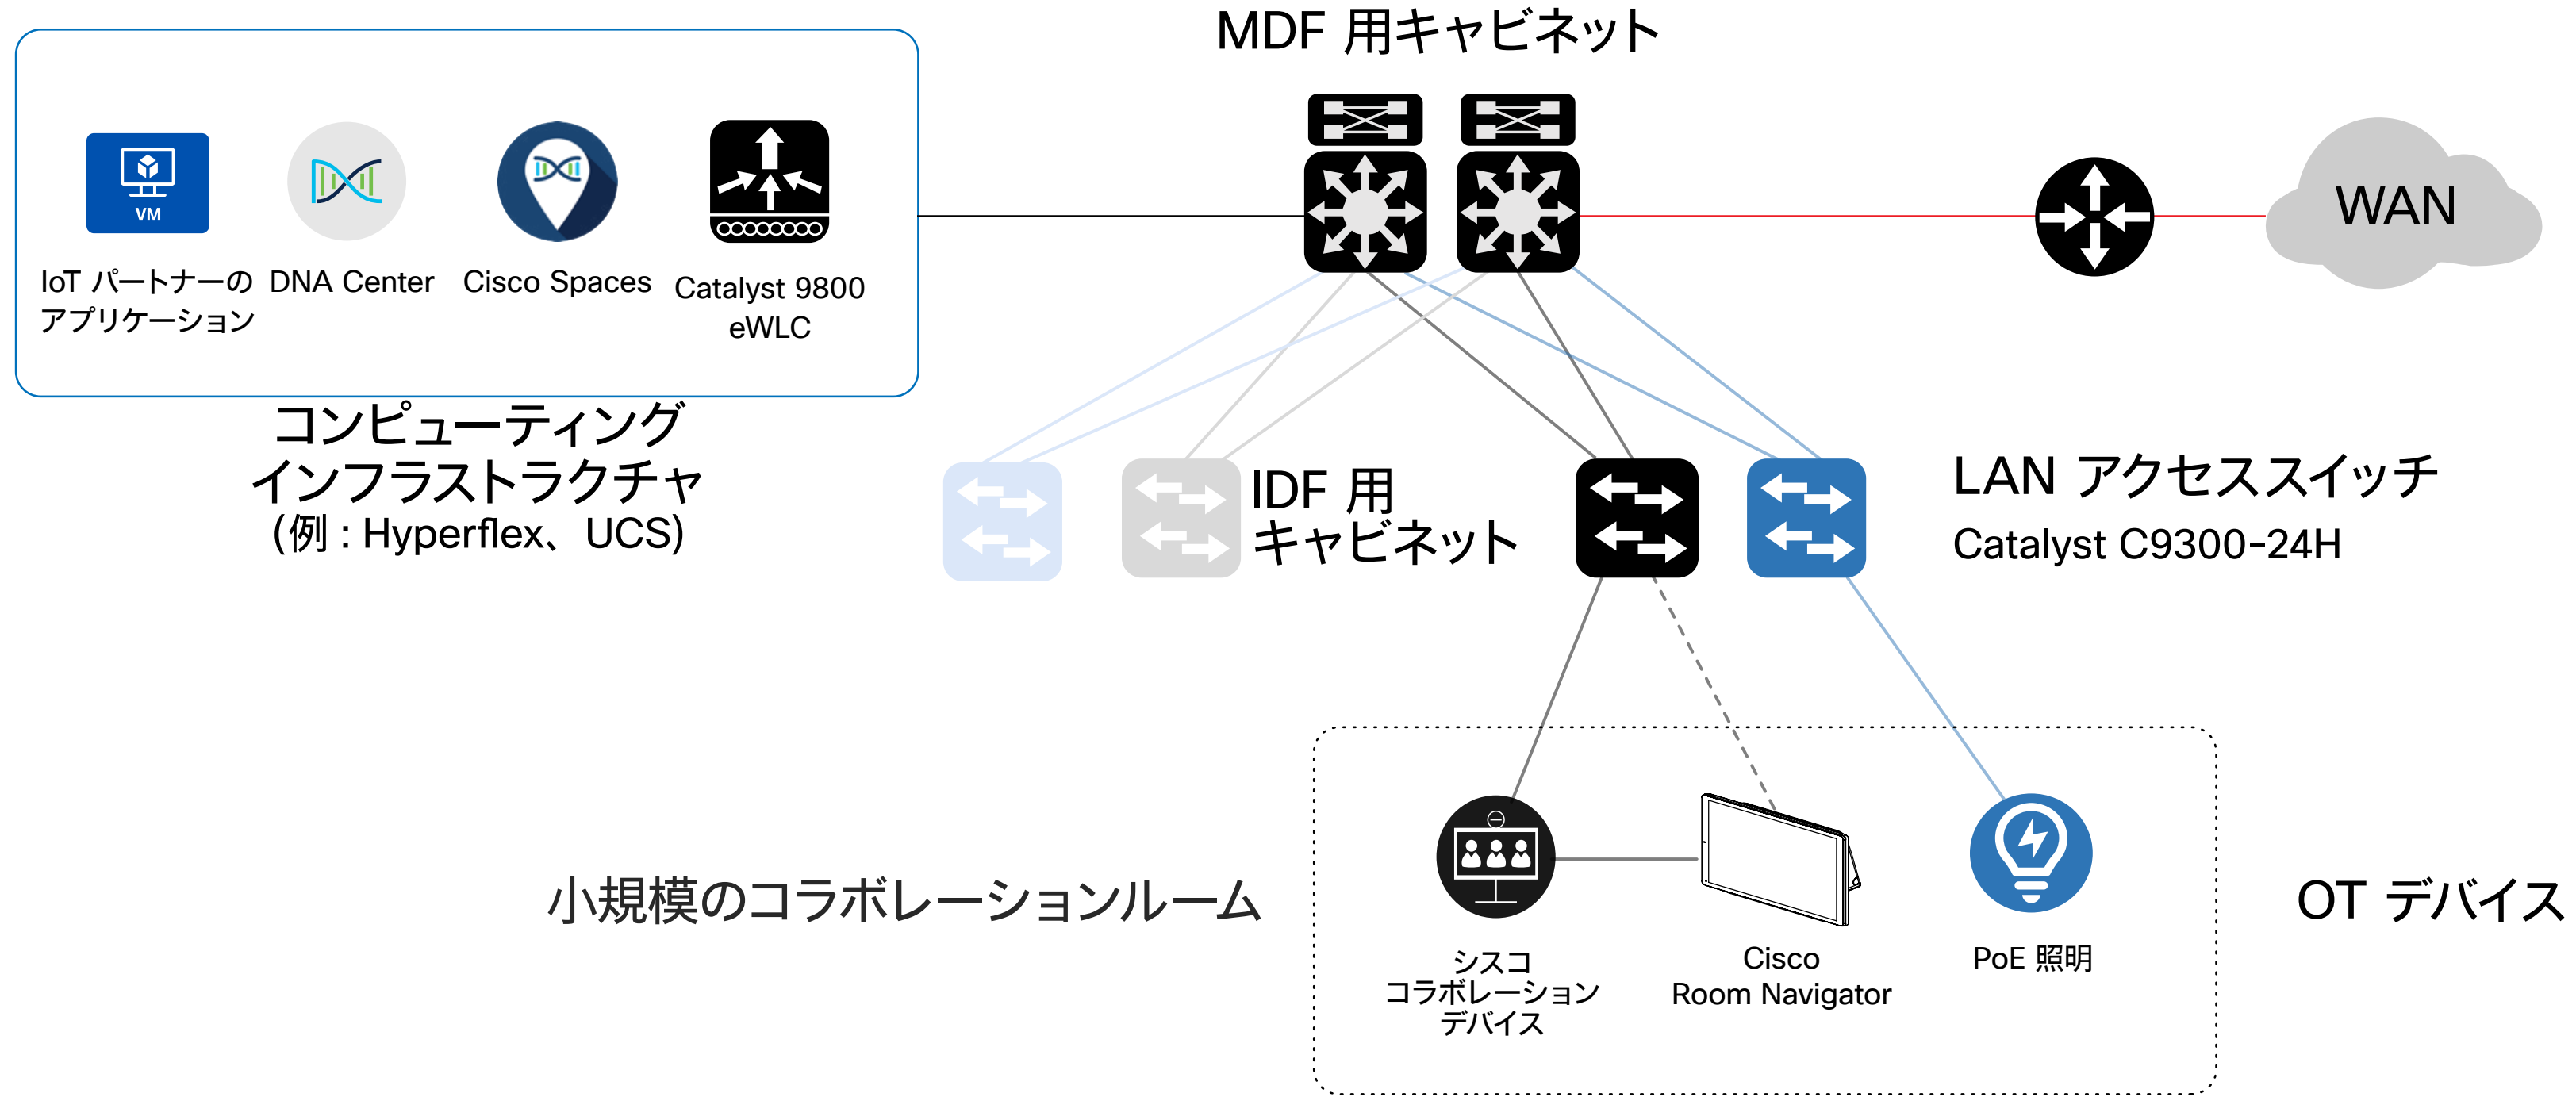 MDF 用キャビネット
VM
IoT パートナーの
アプリケーション
DNA Center
Cisco Spaces
Catalyst 9800
eWLC
WAN
コンピューティング
インフラストラクチャ
(例 : Hyperflex、UCS)
IDF 用
キャビネット
LAN アクセススイッチ
Catalyst C9300-24H
小規模のコラボレーションルーム
シスコ
コラボレーション
デバイス
Cisco
Room Navigator
PoE 照明
OT デバイス